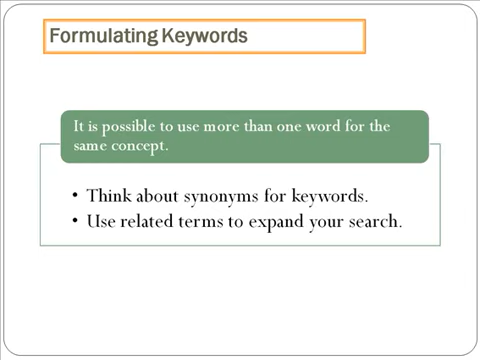 Formulating Keywords
It is possible to use more than one word for the
same concept.
• Think about synonyms for keywords.
• Use related terms to expand your search.